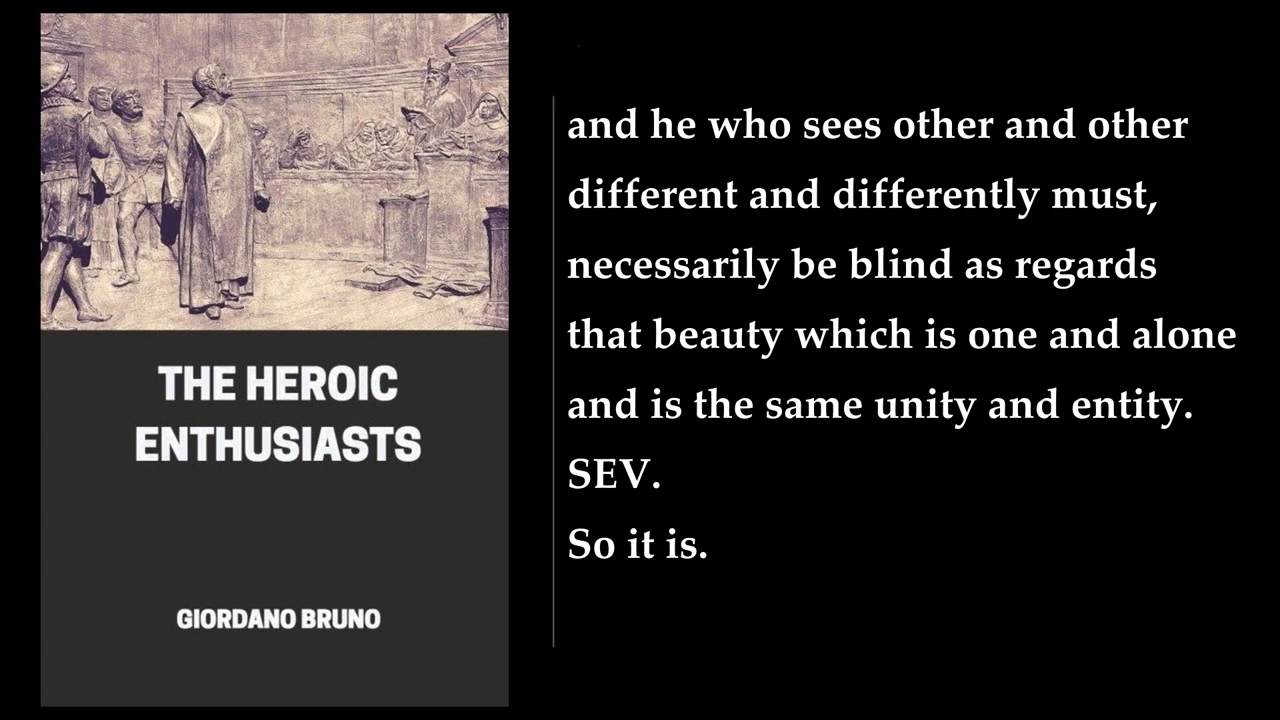 THE HEROIC
ENTHUSIASTS
GIORDANO BRUNO
and he who sees other and other
different and differently must,
necessarily be blind as regards
that beauty which is one and alone
and is the same unity and entity.
SEV.
So it is.